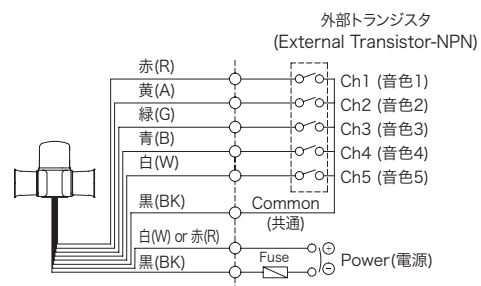 外部トランジスタ
(External Transistor-NPN)
赤(R)
Ch1 (音色1)
黄(A)
Ch2 (音色2)
緑(G)
Ch3 (音色3)
青(B)
Ch4 (音色4)
白(W)
Ch5 (音色5)
黒(BK)
Common
(共通)
白(W) or 赤(R)
Fuse
⊕
Power(電源)
黒(BK)
⊖